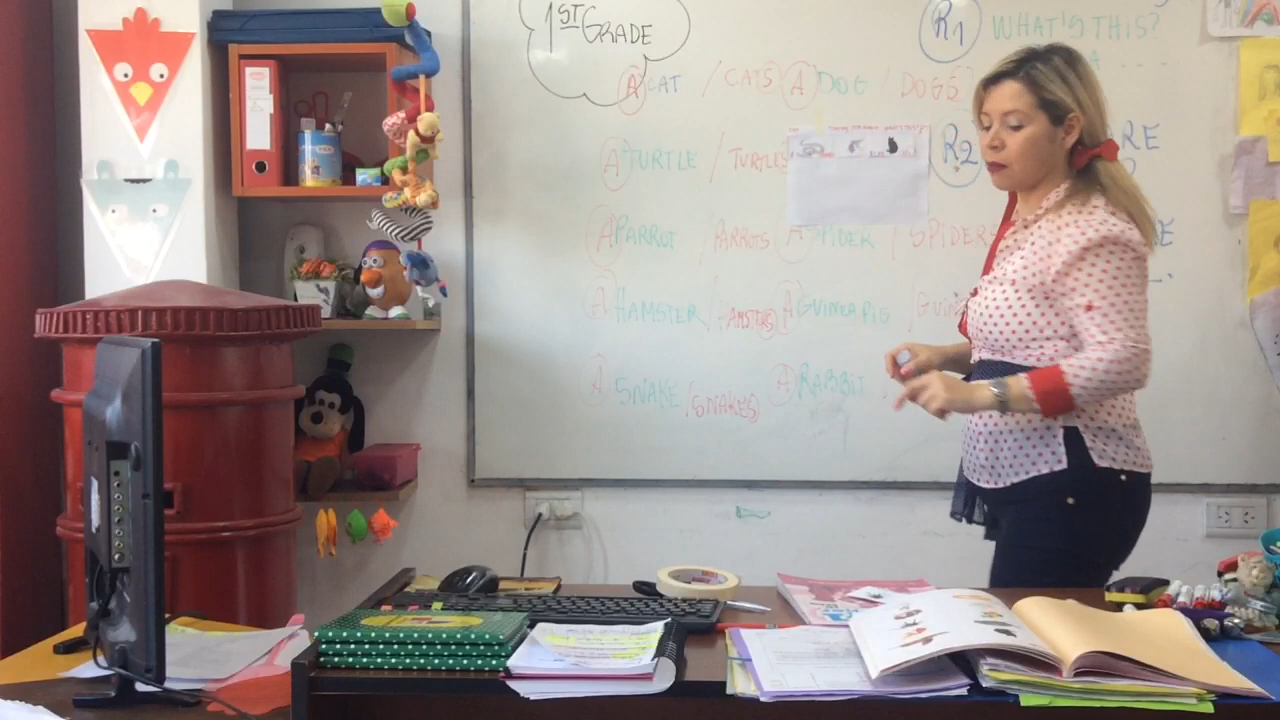 1ST GRADE
R1 WHAT'S THIS?
A CAT / CATS A DOG / DOGS
A TURTLE / TURTLES
R2
A PARROT / PARROTS A SPIDER / SPIDERS
A HAMSTER / HAMSTERS A GUINEA PIG /
A SNAKE / SNAKES A RABBIT